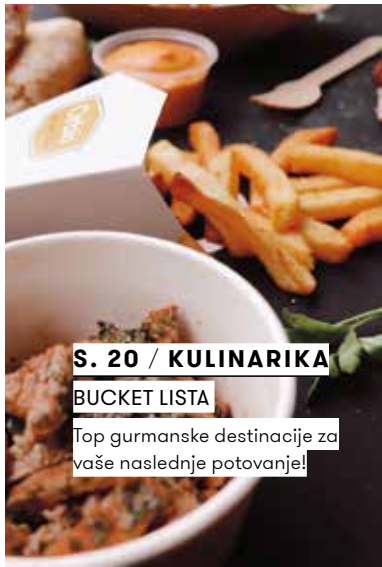 S. 20 / KULINARIKA
BUCKET LISTA
Top gurmanske destinacije za
vaše naslednje potovanje!